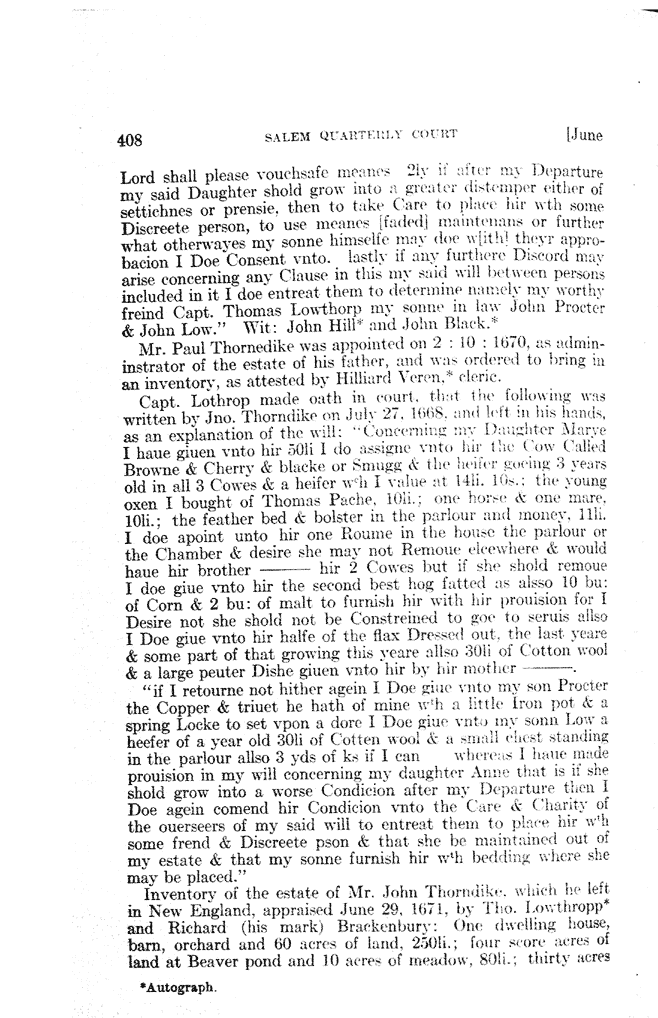 408 SALEM QUARTERLY COURT [June
Lord shall please vouchsafe meanes 2ly if after my Departure
my said Daughter shold grow into a greater distemper either of
settichnes or prensie, then to take Care to place hir wth some
Discreete person, to use meanes [faded] maintenans or further
what otherwayes my sonne himselfe may doe w[ith] theyr appro-
bacion I Doe Consent vnto. lastly if any furthere Discord may
arise concerning any Clause in this my said will between persons
included in it I doe entreat them to determine namely my worthy
freind Capt. Thomas Lowthorp my sonne in law John Procter
& John Low." Wit: John Hill* and John Black.*
Mr. Paul Thornedike was appointed on 2 : 10 : 1670, as admin-
instrator of the estate of his father, and was ordered to bring in
an inventory, as attested by Hilliard Veren,* cleric.
Capt. Lothrop made oath in court, that the following was
written by Jno. Thorndike on July 27, 1668, and left in his hands,
as an explanation of the will: "Concerning my Daughter Marye
I haue giuen vnto hir 50li I do assigne vnto hir the Cow Called
Browne & Cherry & blacke or Smugg & the heifer goeing 3 years
old in all 3 Cowes & a heifer wch I value at 14li. 10s.; the young
oxen I bought of Thomas Pache, 10li.; one horse & one mare,
10li.; the feather bed & bolster in the parlour and money, 11li.
I doe apoint unto hir one Roume in the house the parlour or
the Chamber & desire she may not Remoue elcewhere & would
haue hir brother ——— hir 2 Cowes but if she shold remoue
I doe giue vnto hir the second best hog fatted as alsso 10 bu:
of Corn & 2 bu: of malt to furnish hir with hir prouision for I
Desire not she shold not be Constreined to goe to seruis allso
I Doe giue vnto hir halfe of the flax Dressed out, the last yeare
& some part of that growing this yeare allso 30li of Cotton wool
& a large peuter Dishe giuen vnto hir by hir mother ———.
"if I retourne not hither agein I Doe giue vnto my son Procter
the Copper & triuet he hath of mine wth a little Iron pot & a
spring Locke to set vpon a dore I Doe giue vnto my sonn Low a
heefer of a year old 30li of Cotten wool & a small chest standing
in the parlour allso 3 yds of ks if I can whereas I haue made
prouision in my will concerning my daughter Anne that is if she
shold grow into a worse Condicion after my Departure then I
Doe agein comend hir Condicion vnto the Care & Charity of
the ouerseers of my said will to entreat them to place hir wth
some frend & Discreete pson & that she be maintained out of
my estate & that my sonne furnish hir wth bedding where she
may be placed."
Inventory of the estate of Mr. John Thorndike, which he left
in New England, appraised June 29, 1671, by Tho. Lowthropp*
and Richard (his mark) Brackenbury: One dwelling house,
barn, orchard and 60 acres of land, 250li.; four score acres of
land at Beaver pond and 10 acres of meadow, 80li.; thirty acres
*Autograph.